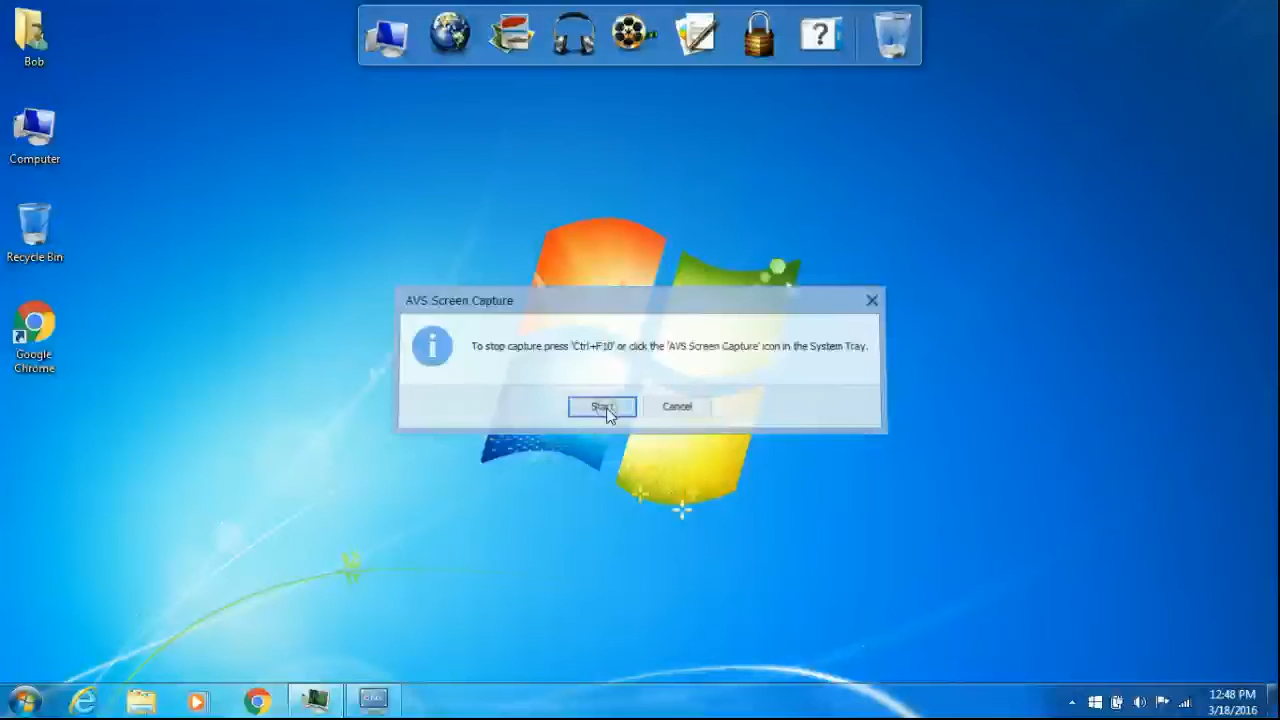 Bob
Computer
Recycle Bin
Google
Chrome
AVS Screen Capture
To stop capture press 'Ctrl+F10' or click the 'AVS Screen Capture' icon in the System Tray.
Start
Cancel
12:48 PM
3/18/2016